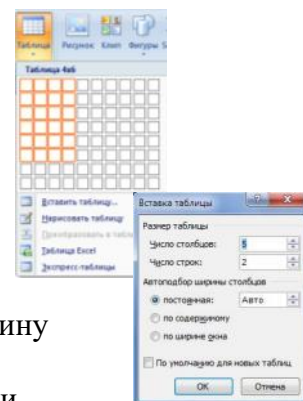 Таблица Рисунок Клип Фигуры S
Таблица 4x6
Вставить таблицу...
Нарисовать таблицу
Преобразовать в табл
Таблица Excel
Экспресс-таблицы
Вставка таблицы
Размер таблицы
Число столбцов: 5
Число строк: 2
Автоподбор ширины столбцов
постоянная: Авто
по содержимому
по ширине окна
По умолчанию для новых таблиц
ОК Отмена
ину
и